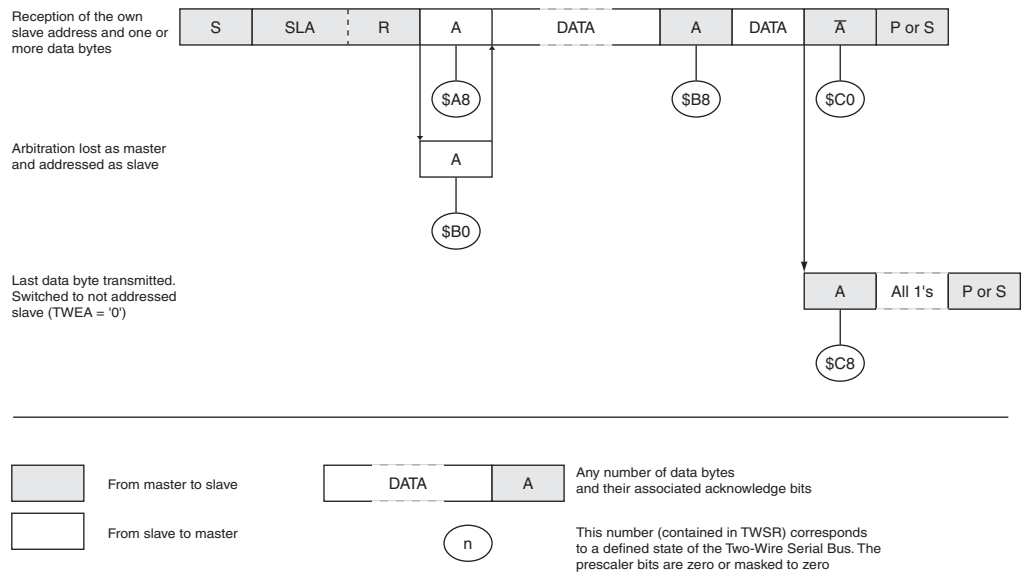 Reception of the own
slave address and one or
more data bytes
S SLA R A DATA A DATA A̅ P or S
$A8 $B8 $C0
Arbitration lost as master
and addressed as slave
A
$B0
Last data byte transmitted.
Switched to not addressed
slave (TWEA = '0')
A All 1's P or S
$C8
From master to slave
DATA A
Any number of data bytes
and their associated acknowledge bits
From slave to master
n
This number (contained in TWSR) corresponds
to a defined state of the Two-Wire Serial Bus. The
prescaler bits are zero or masked to zero